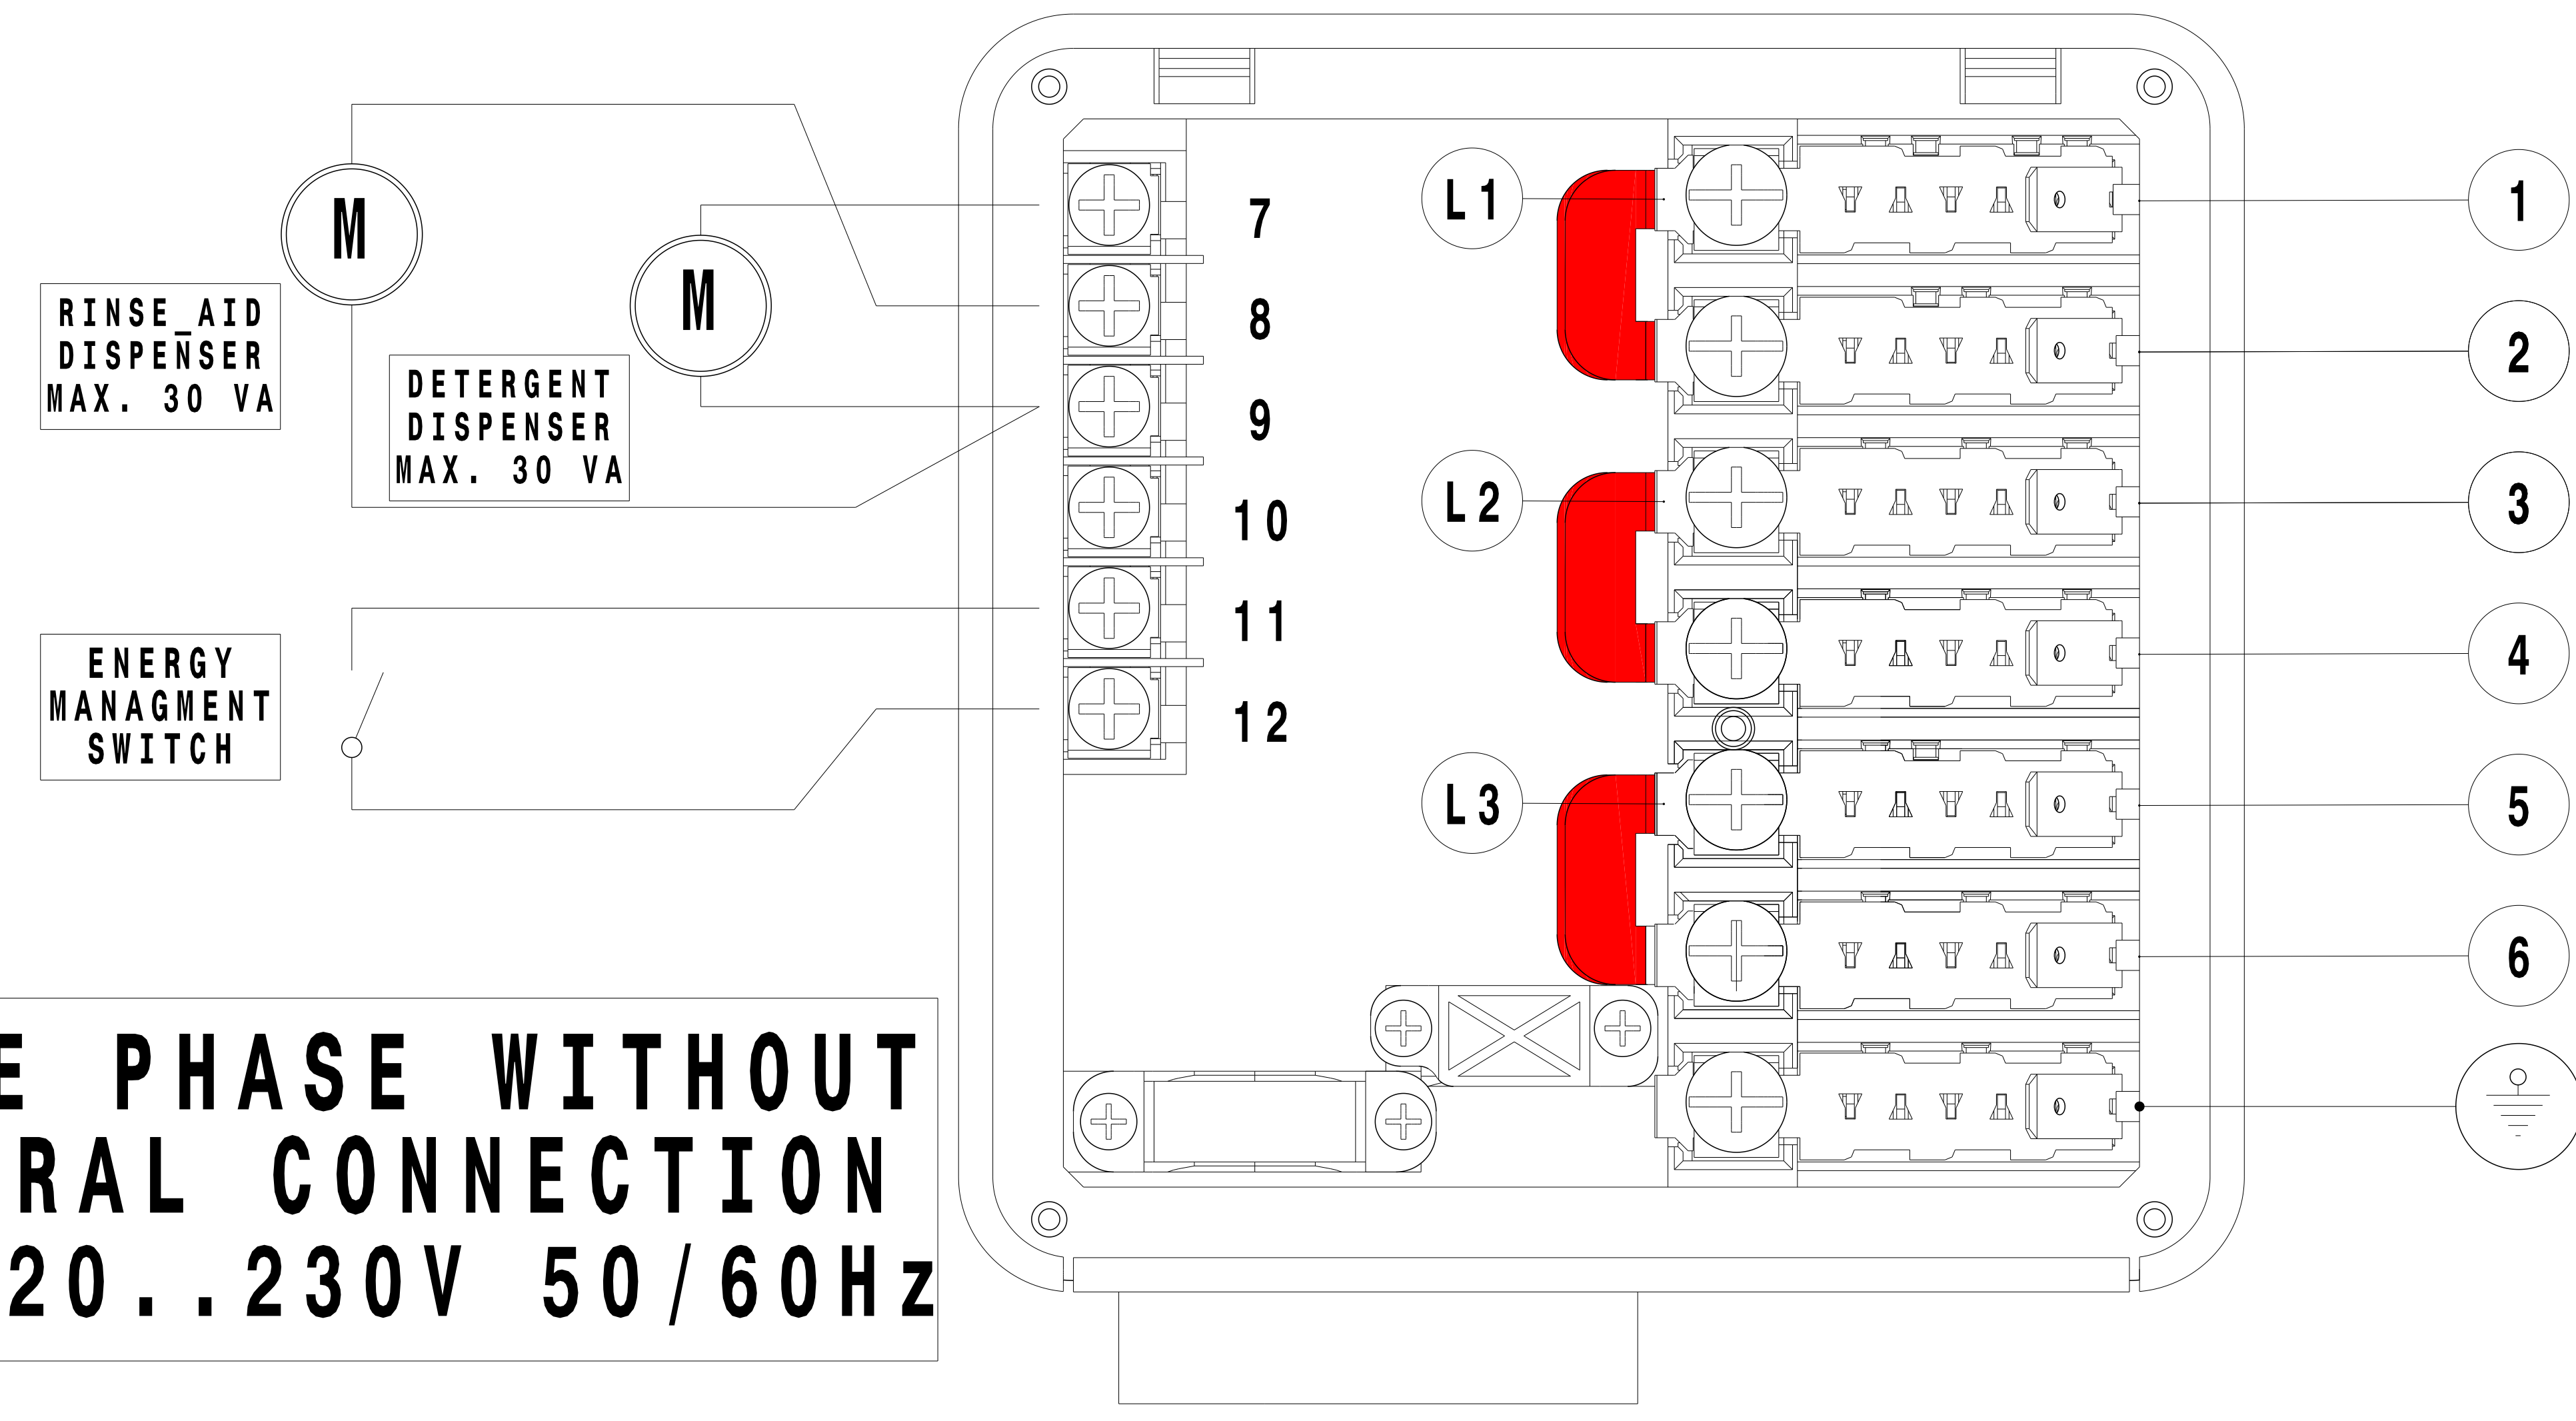 M
RINSE_AID
DISPENSER
MAX. 30 VA
M
DETERGENT
DISPENSER
MAX. 30 VA
ENERGY
MANAGMENT
SWITCH
7
8
9
10
11
12
L1
L2
L3
1
2
3
4
5
6
E PHASE WITHOUT
RAL CONNECTION
20..230V 50/60Hz